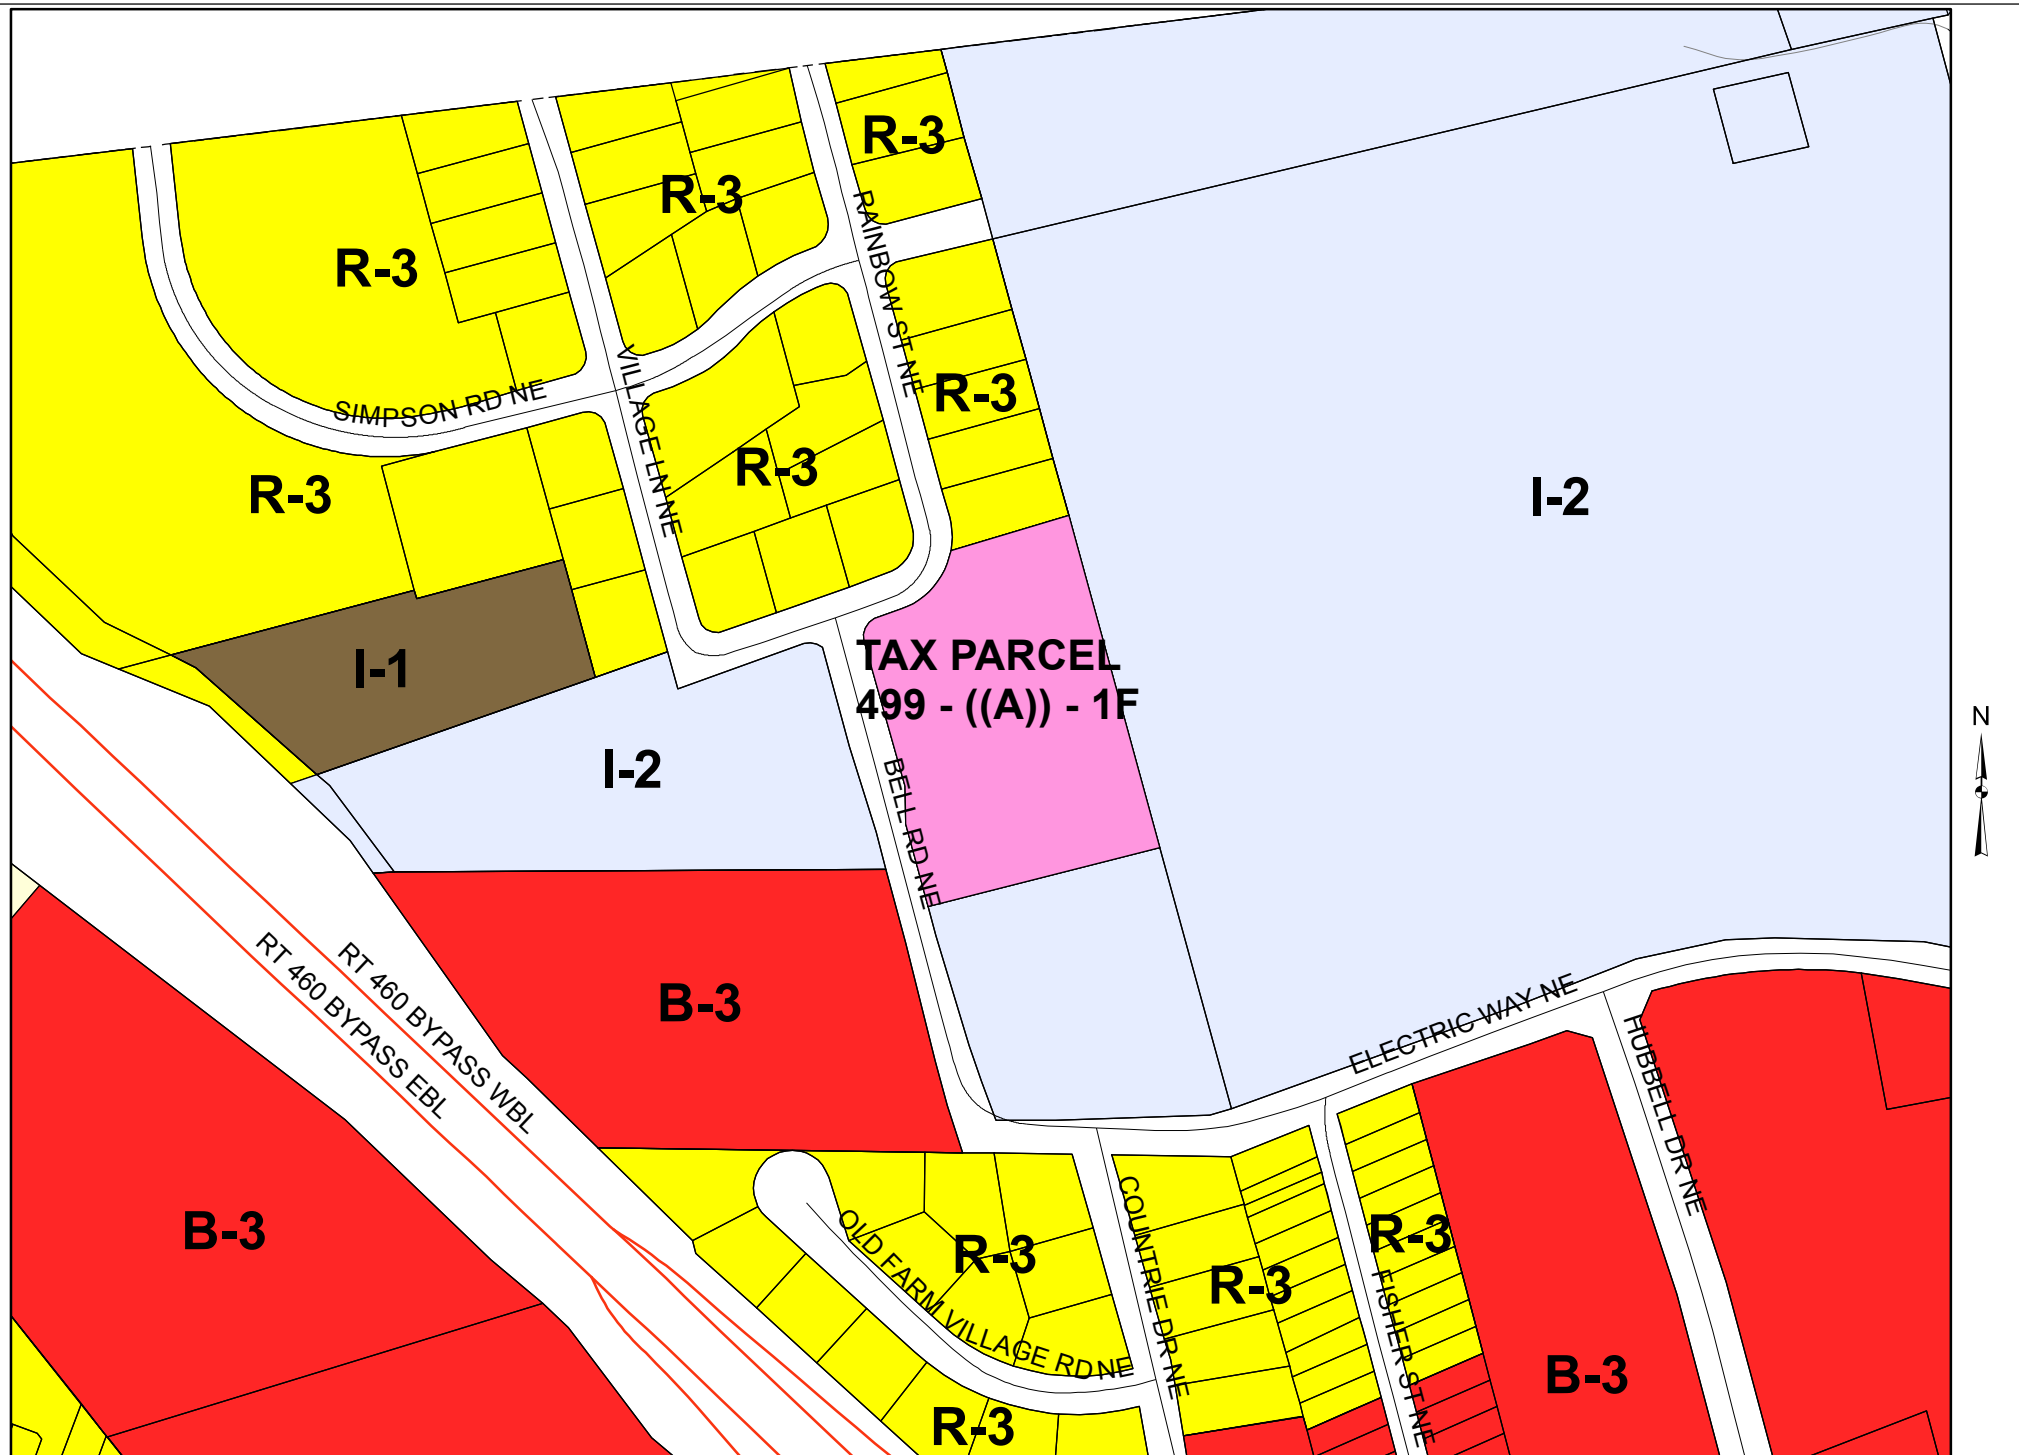 R-3
R-3
R-3
RAINBOW ST NE
SIMPSON RD NE
VILLAGE LN NE
R-3
R-3
R-3
I-2
I-1
TAX PARCEL
499 - ((A)) - 1F
N
I-2
BELL RD NE
RT 460 BYPASS EBL
RT 460 BYPASS WBL
B-3
ELECTRIC WAY NE
HUBBELL DR NE
B-3
OLD FARM VILLAGE RD NE
R-3
COUNTRIE DR NE
R-3
R-3
FISHER ST NE
B-3
R-3